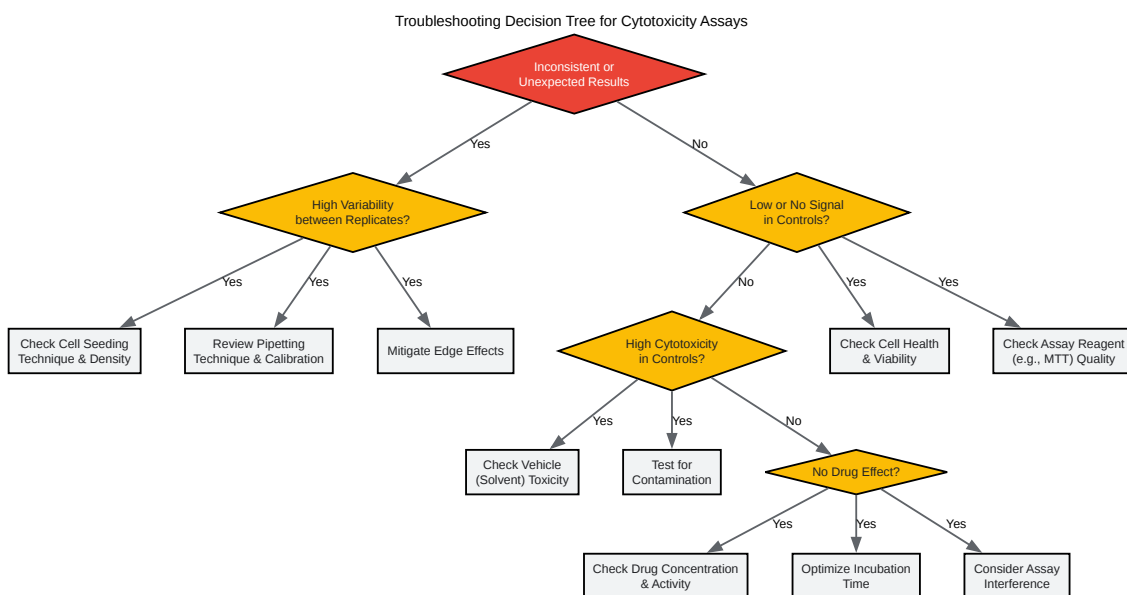 Troubleshooting Decision Tree for Cytotoxicity Assays
Inconsistent or
Unexpected Results
Yes
No
High Variability
between Replicates?
Low or No Signal
in Controls?
Yes
Yes
Yes
No
Yes
Yes
Check Cell Seeding
Technique & Density
Review Pipetting
Technique & Calibration
Mitigate Edge Effects
High Cytotoxicity
in Controls?
Check Cell Health
& Viability
Check Assay Reagent
(e.g., MTT) Quality
Yes
Yes
No
Check Vehicle
(Solvent) Toxicity
Test for
Contamination
No Drug Effect?
Yes
Yes
Yes
Check Drug Concentration
& Activity
Optimize Incubation
Time
Consider Assay
Interference